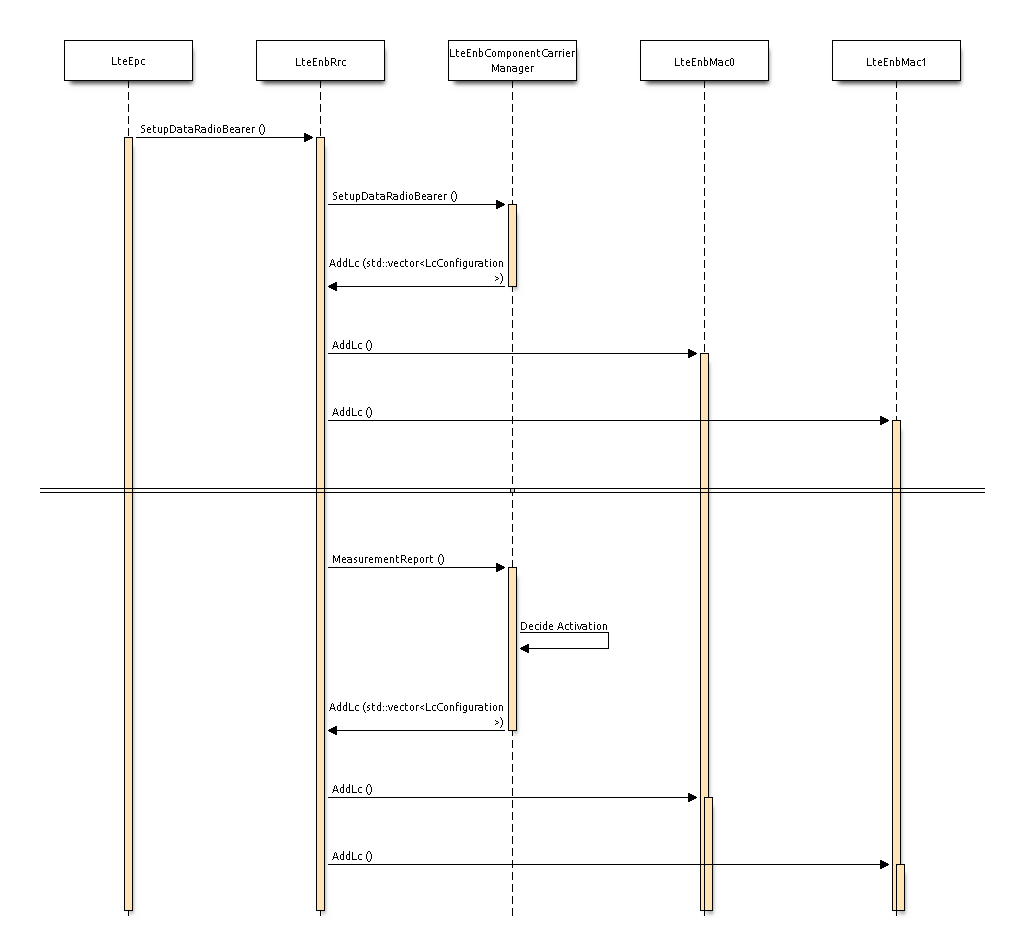 LteEpc
LteEnbRrc
LteEnbComponentCarrier
Manager
LteEnbMac0
LteEnbMac1
SetupDataRadioBearer ()
SetupDataRadioBearer ()
AddLc (std::vector<LcConfiguration
>)
AddLc ()
AddLc ()
MeasurementReport ()
Decide Activation
AddLc (std::vector<LcConfiguration
>)
AddLc ()
AddLc ()